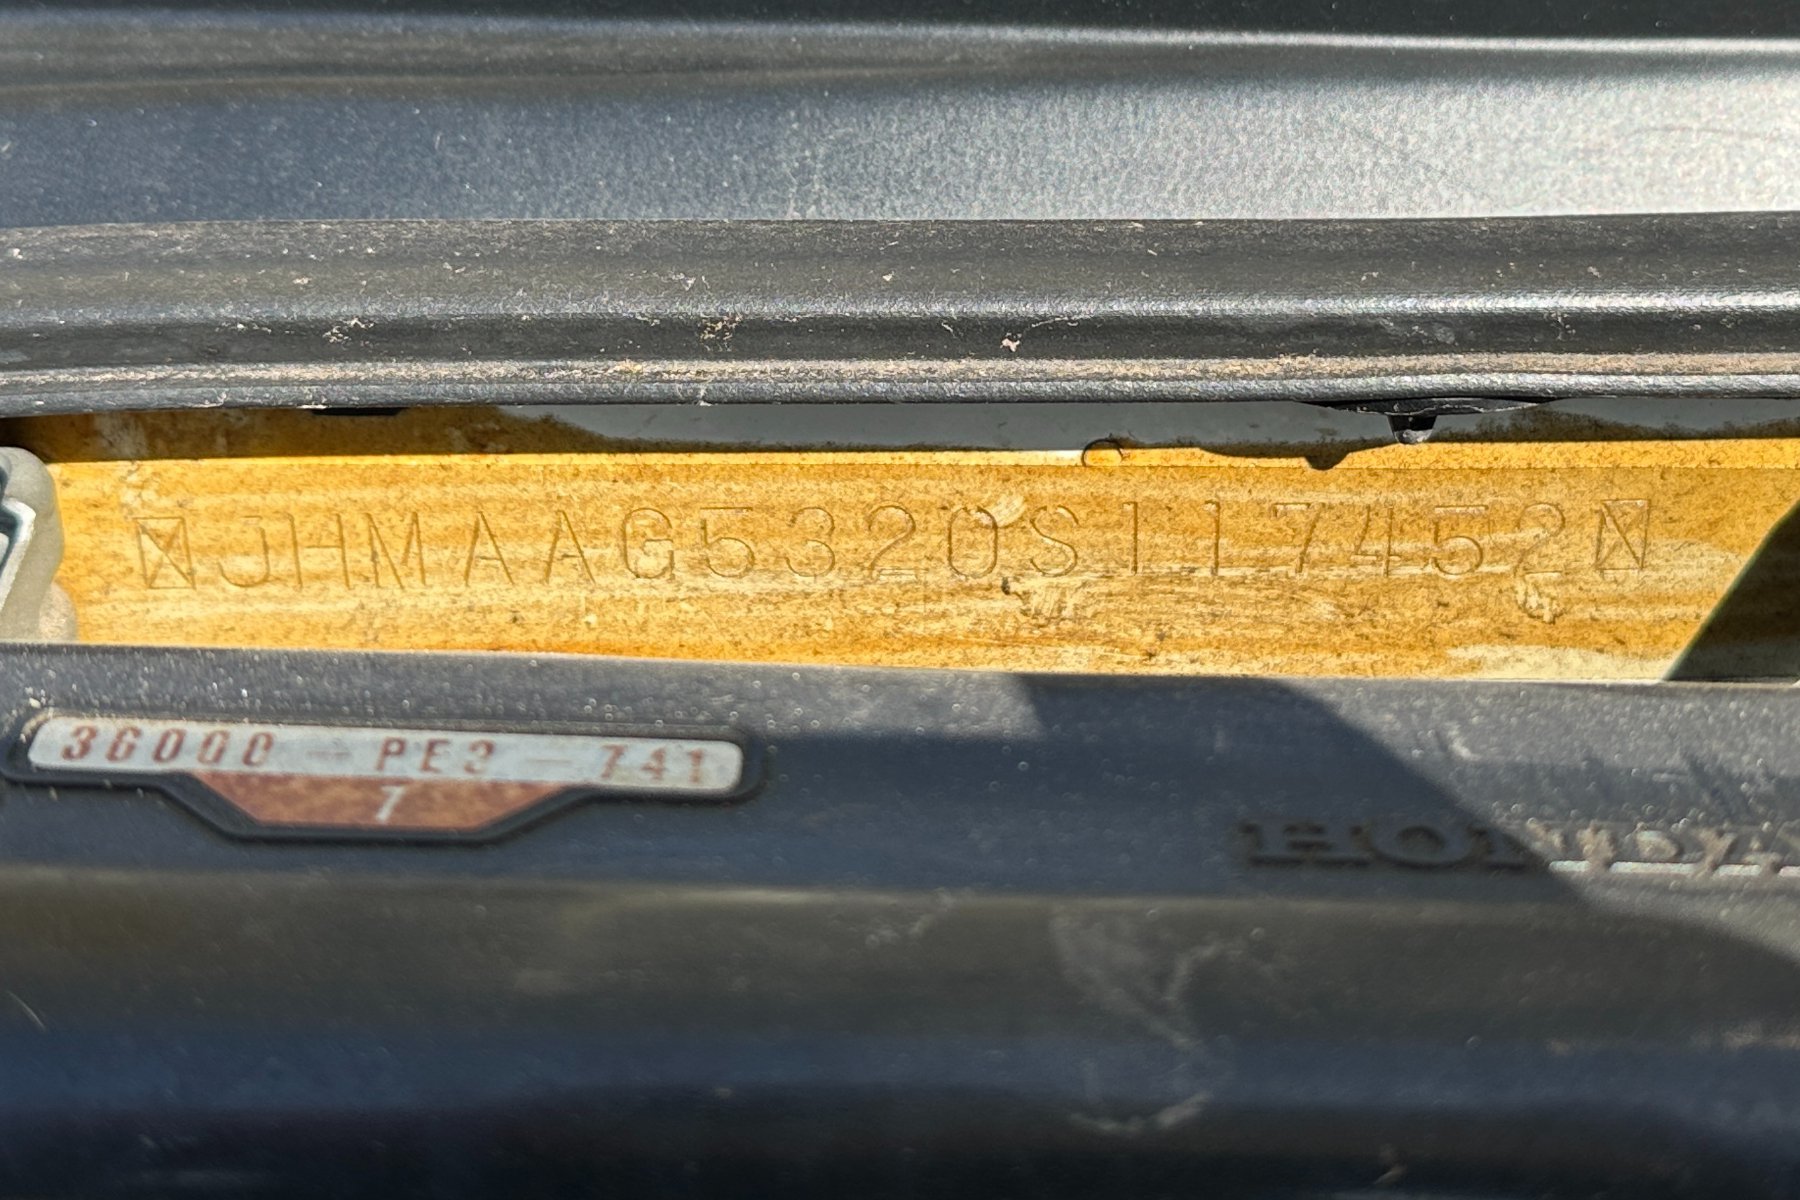 JHMAAG5320S117452
36000 - PE3 - 741
7
HONDA